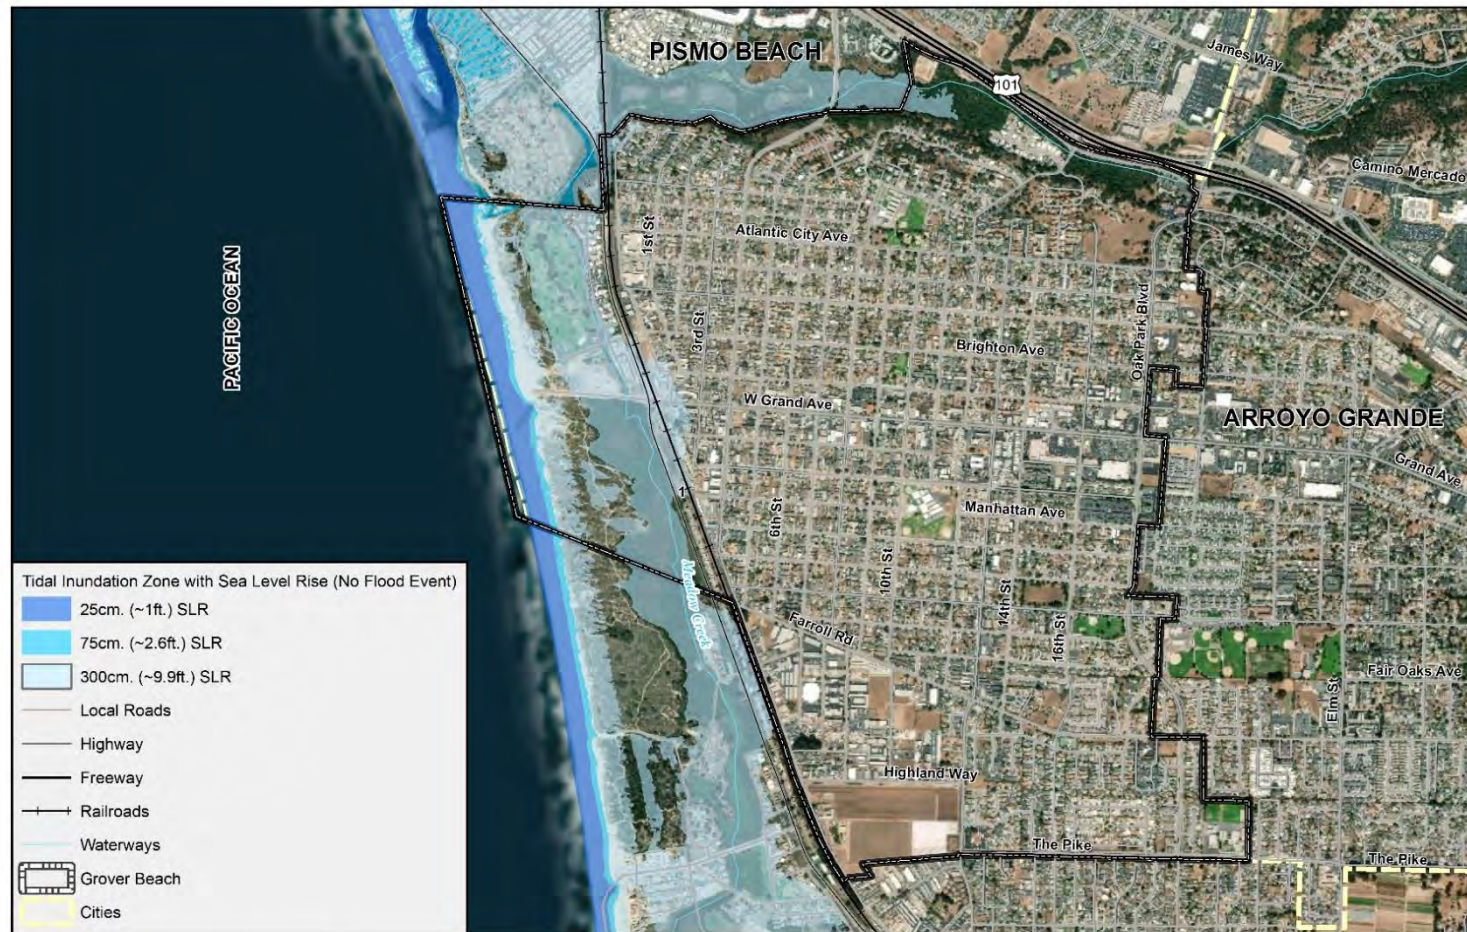 PISMO BEACH
James Way
101
Camino Mercado
1st St
Atlantic City Ave
PACIFIC OCEAN
3rd St
Oak Park Blvd
Brighton Ave
W Grand Ave
ARROYO GRANDE
Grand Ave
1
6th St
Manhattan Ave
10th St
14th St
16th St
Meadow Creek
Farroll Rd
Fair Oaks Ave
Elm St
Highland Way
The Pike
The Pike
Tidal Inundation Zone with Sea Level Rise (No Flood Event)
25cm. (~1ft.) SLR
75cm. (~2.6ft.) SLR
300cm. (~9.9ft.) SLR
Local Roads
Highway
Freeway
Railroads
Waterways
Grover Beach
Cities